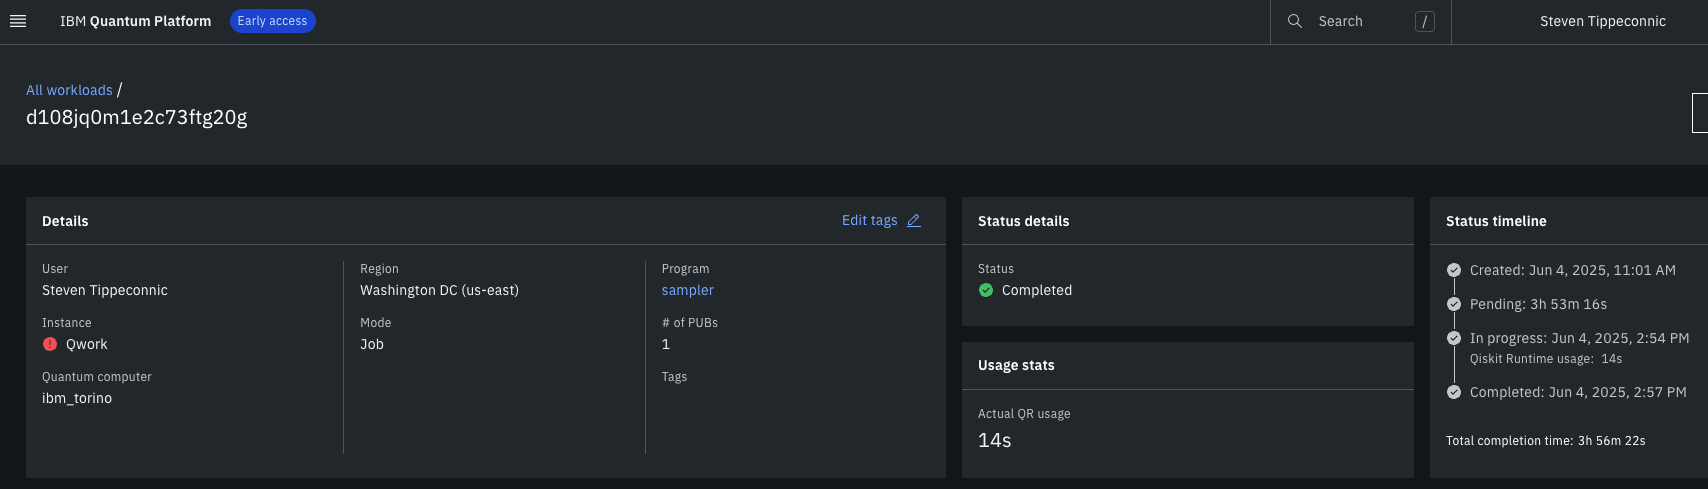 IBM Quantum Platform Early access Search / Steven Tippeconnic
All workloads /
d108jq0m1e2c73ftg20g
Details Edit tags
User
Steven Tippeconnic
Instance
Qwork
Quantum computer
ibm_torino
Region
Washington DC (us-east)
Mode
Job
Program
sampler
# of PUBs
1
Tags
Status details
Status
Completed
Usage stats
Actual QR usage
14s
Status timeline
Created: Jun 4, 2025, 11:01 AM
Pending: 3h 53m 16s
In progress: Jun 4, 2025, 2:54 PM
Qiskit Runtime usage: 14s
Completed: Jun 4, 2025, 2:57 PM
Total completion time: 3h 56m 22s